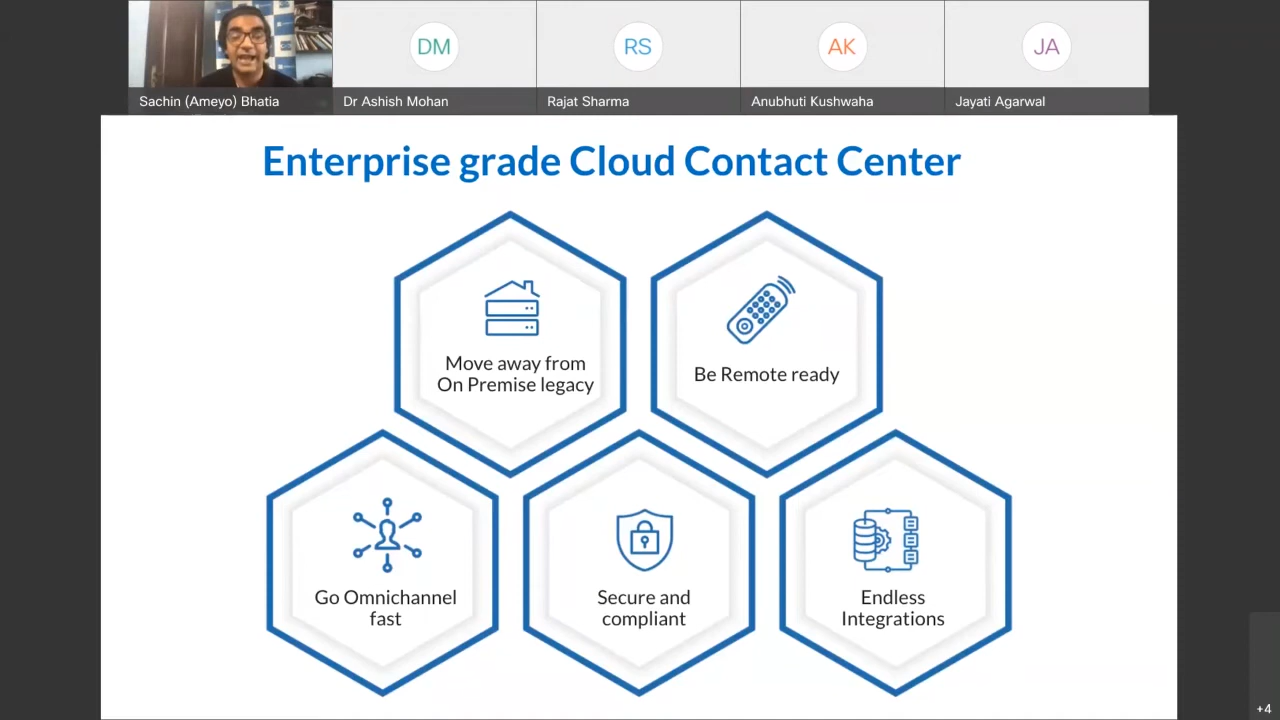 DM
RS
AK
JA
Sachin (Ameyo) Bhatia
Dr Ashish Mohan
Rajat Sharma
Anubhuti Kushwaha
Jayati Agarwal
Enterprise grade Cloud Contact Center
Move away from
On Premise legacy
Be Remote ready
Go Omnichannel
fast
Secure and
compliant
Endless
Integrations
+4